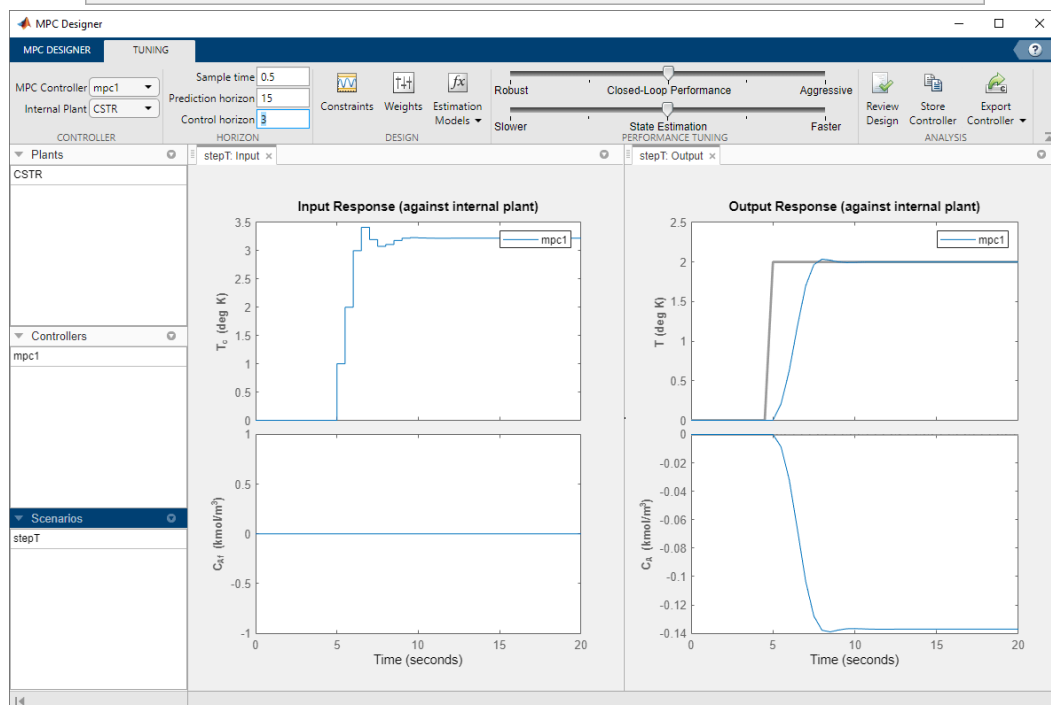 MPC Designer
MPC DESIGNER TUNING
MPC Controller mpc1
Internal Plant CSTR
CONTROLLER
Sample time 0.5
Prediction horizon 15
Control horizon 3
HORIZON
Constraints
Weights
Estimation
Models
DESIGN
Robust Closed-Loop Performance Aggressive
Slower State Estimation Faster
PERFORMANCE TUNING
Review
Design
Store
Controller
Export
Controller
ANALYSIS
Plants
CSTR
Controllers
mpc1
Scenarios
stepT
stepT: Input
Input Response (against internal plant)
mpc1
T_c (deg K)
3.5
3
2.5
2
1.5
1
0.5
0
C_Af (kmol/m³)
1
0.5
0
-0.5
-1
0 5 10 15 20
Time (seconds)
stepT: Output
Output Response (against internal plant)
mpc1
T (deg K)
2.5
2
1.5
1
0.5
0
C_A (kmol/m³)
0
-0.02
-0.04
-0.06
-0.08
-0.1
-0.12
-0.14
0 5 10 15 20
Time (seconds)